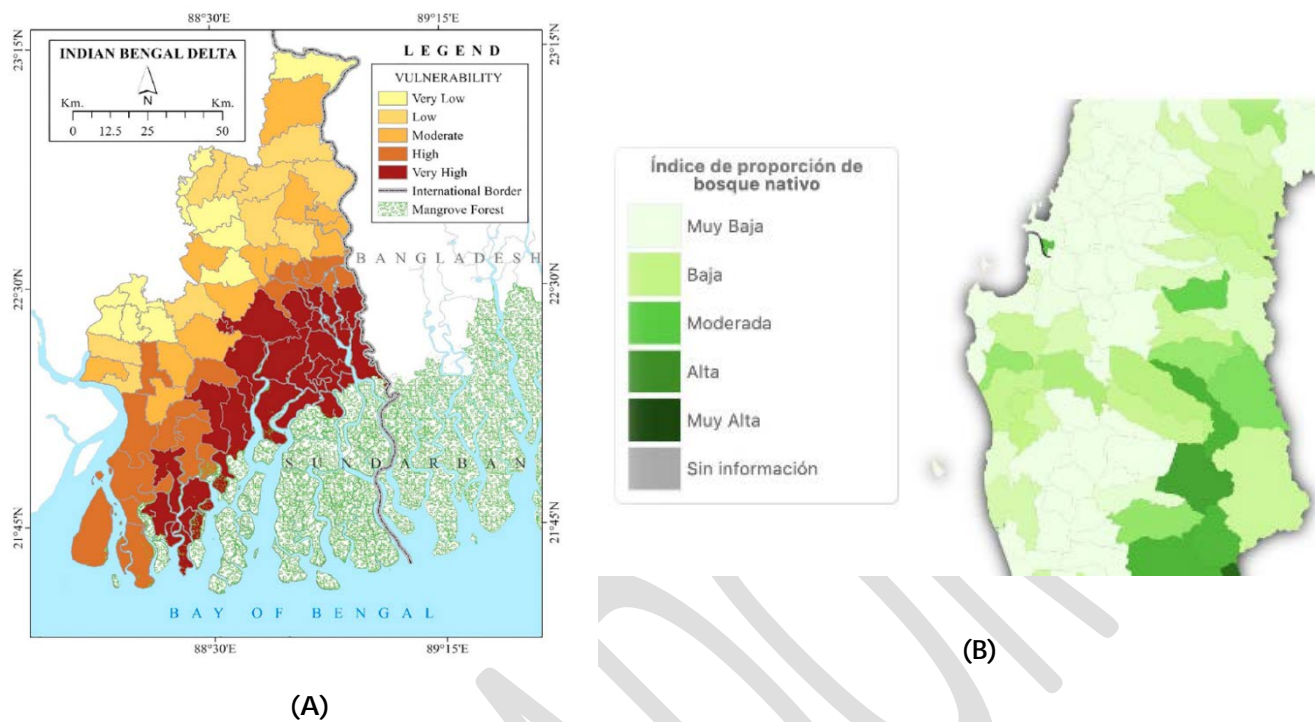 88°30'E 89°15'E
23°15'N 23°15'N
INDIAN BENGAL DELTA
N
Km. Km.
0 12.5 25 50
LEGEND
VULNERABILITY
Very Low
Low
Moderate
High
Very High
International Border
Mangrove Forest
BANGLADESH
22°30'N 22°30'N
SUNDARBAN
21°45'N 21°45'N
BAY OF BENGAL
88°30'E 89°15'E
(A)
Índice de proporción de
bosque nativo
Muy Baja
Baja
Moderada
Alta
Muy Alta
Sin información
(B)